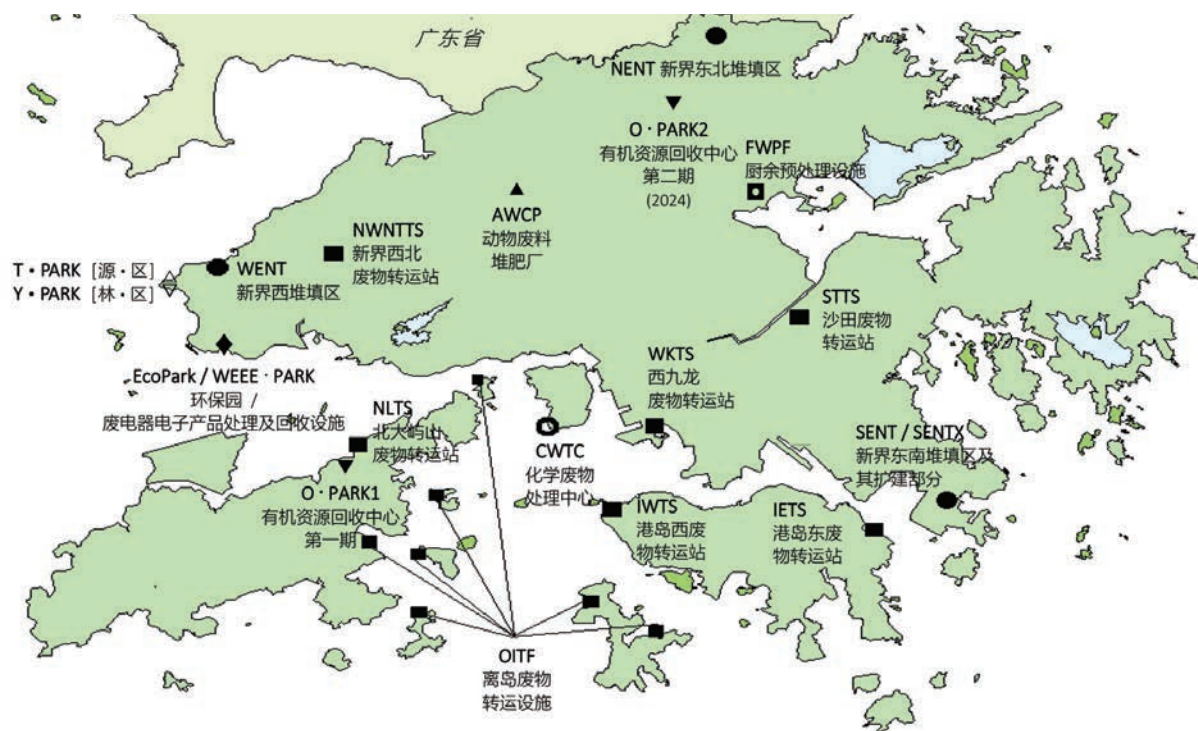 广东省
NENT 新界东北堆填区
O · PARK2
有机资源回收中心
第二期
(2024)
FWPF
厨余预处理设施
AWCP
动物废料
堆肥厂
NWNTTS
新界西北
废物转运站
T • PARK [源 · 区]
Y • PARK [林 · 区]
WENT
新界西堆填区
STTS
沙田废物
转运站
EcoPark / WEEE · PARK
环保园 /
废电器电子产品处理及回收设施
WKTS
西九龙
废物转运站
NLTS
北大屿山
废物转运站
CWTC
化学废物
处理中心
SENT / SENTX
新界东南堆填区及
其扩建部分
O · PARK1
有机资源回收中心
第一期
IWTS
港岛西废
物转运站
IETS
港岛东废
物转运站
OITF
离岛废物
转运设施